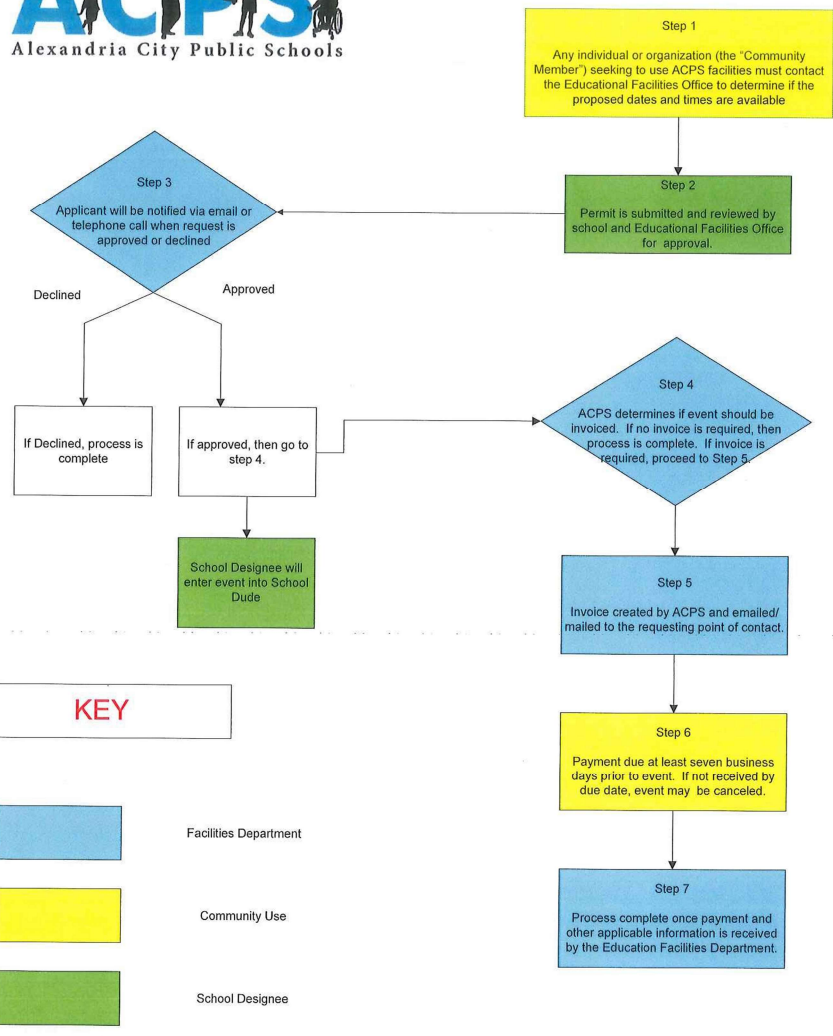 ACPS
Alexandria City Public Schools
Step 1
Any individual or organization (the "Community
Member") seeking to use ACPS facilities must contact
the Educational Facilities Office to determine if the
proposed dates and times are available
Step 2
Permit is submitted and reviewed by
school and Educational Facilities Office
for approval.
Step 3
Applicant will be notified via email or
telephone call when request is
approved or declined
Declined
Approved
If Declined, process is
complete
If approved, then go to
step 4.
School Designee will
enter event into School
Dude
Step 4
ACPS determines if event should be
invoiced. If no invoice is required, then
process is complete. If invoice is
required, proceed to Step 5.
Step 5
Invoice created by ACPS and emailed/
mailed to the requesting point of contact.
Step 6
Payment due at least seven business
days prior to event. If not received by
due date, event may be canceled.
Step 7
Process complete once payment and
other applicable information is received
by the Education Facilities Department.
KEY
Facilities Department
Community Use
School Designee